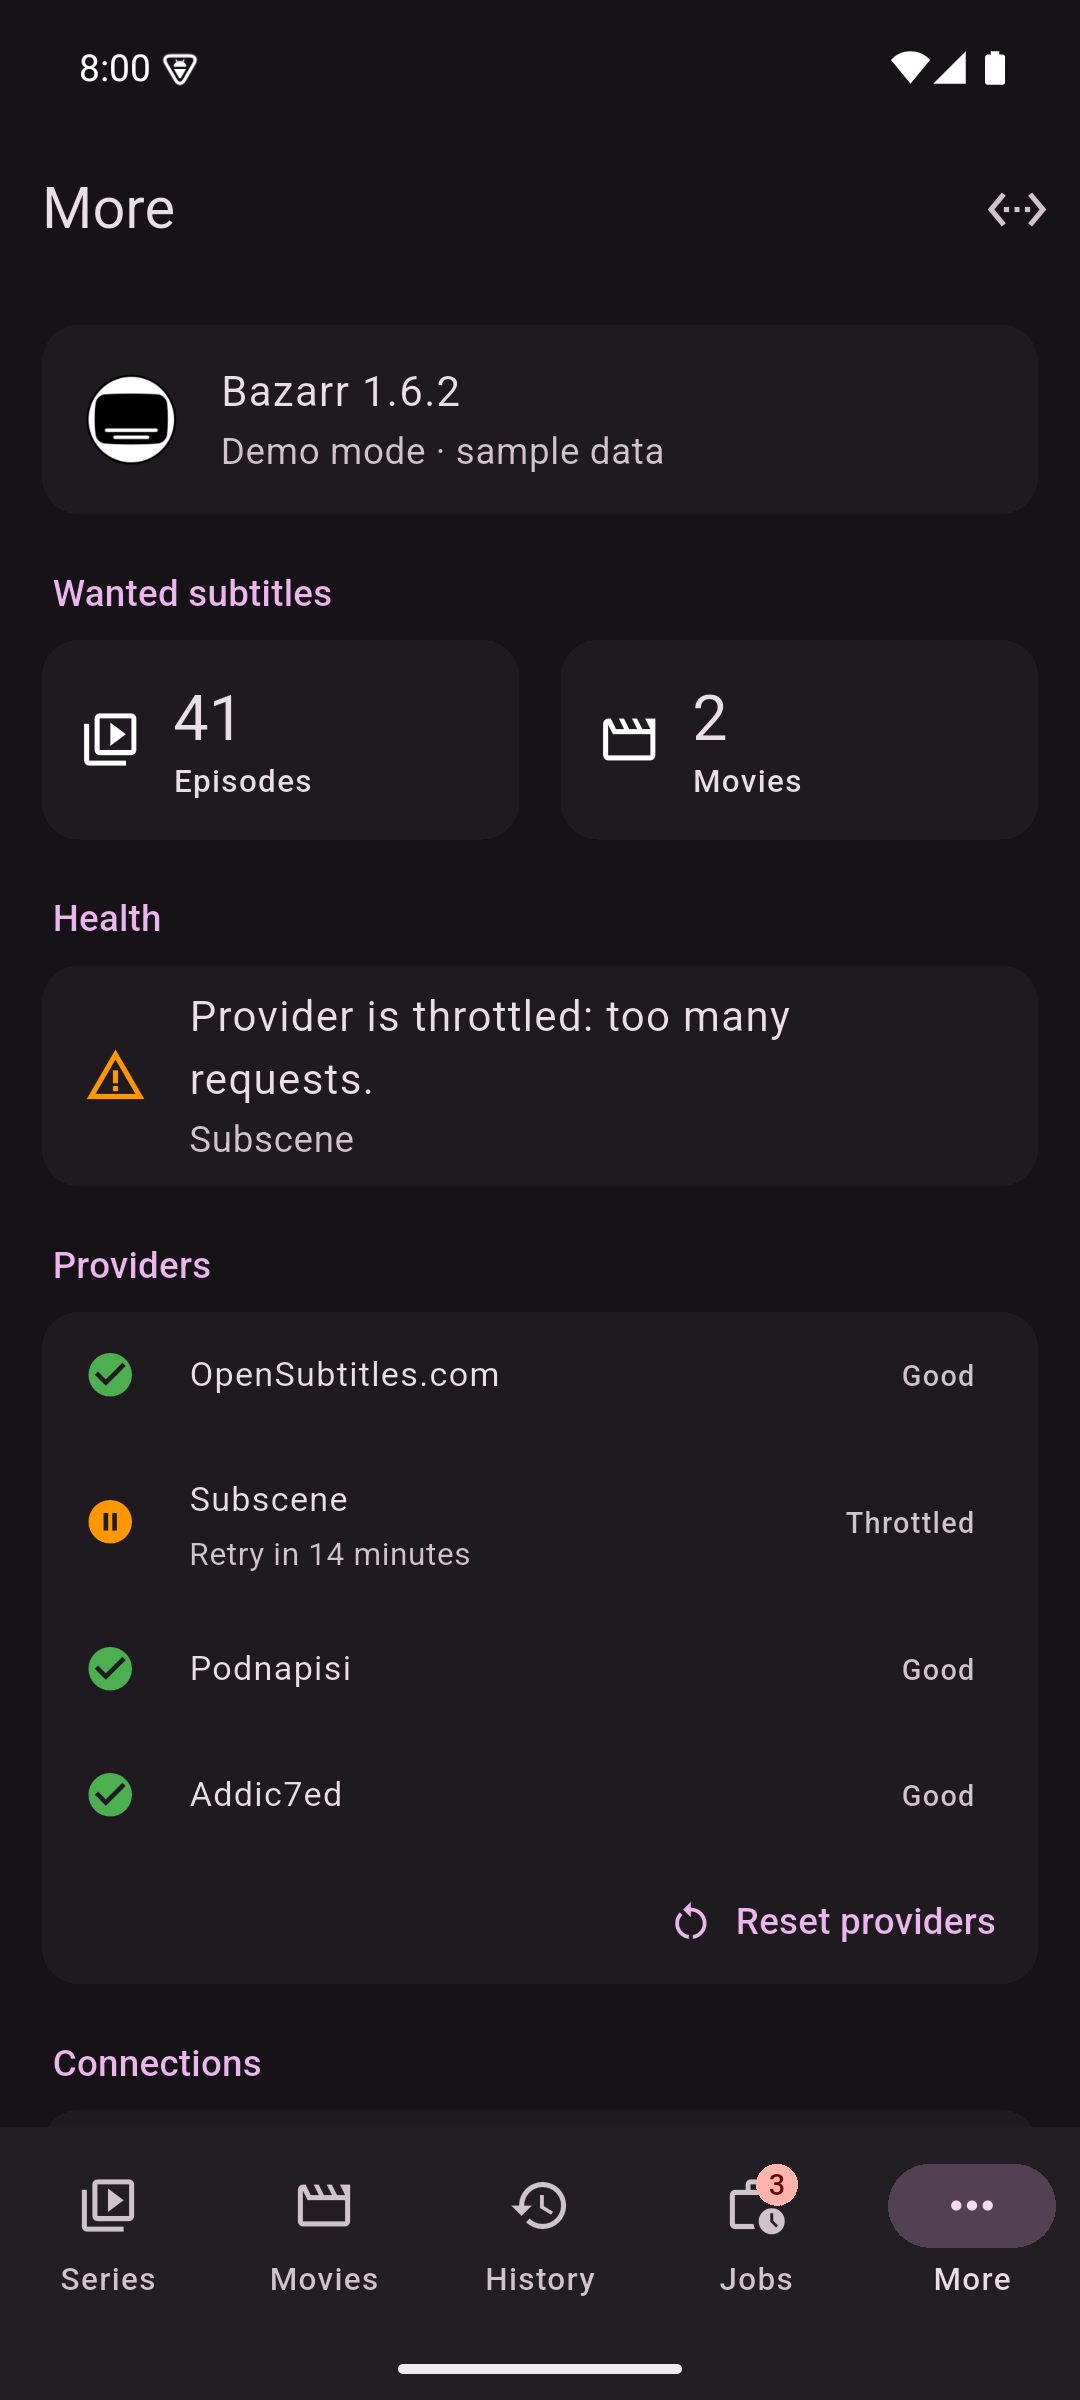 8:00
More
Bazarr 1.6.2
Demo mode · sample data
Wanted subtitles
41
Episodes
2
Movies
Health
Provider is throttled: too many
requests.
Subscene
Providers
OpenSubtitles.com
Good
Subscene
Retry in 14 minutes
Throttled
Podnapisi
Good
Addic7ed
Good
Reset providers
Connections
3
Series
Movies
History
Jobs
More